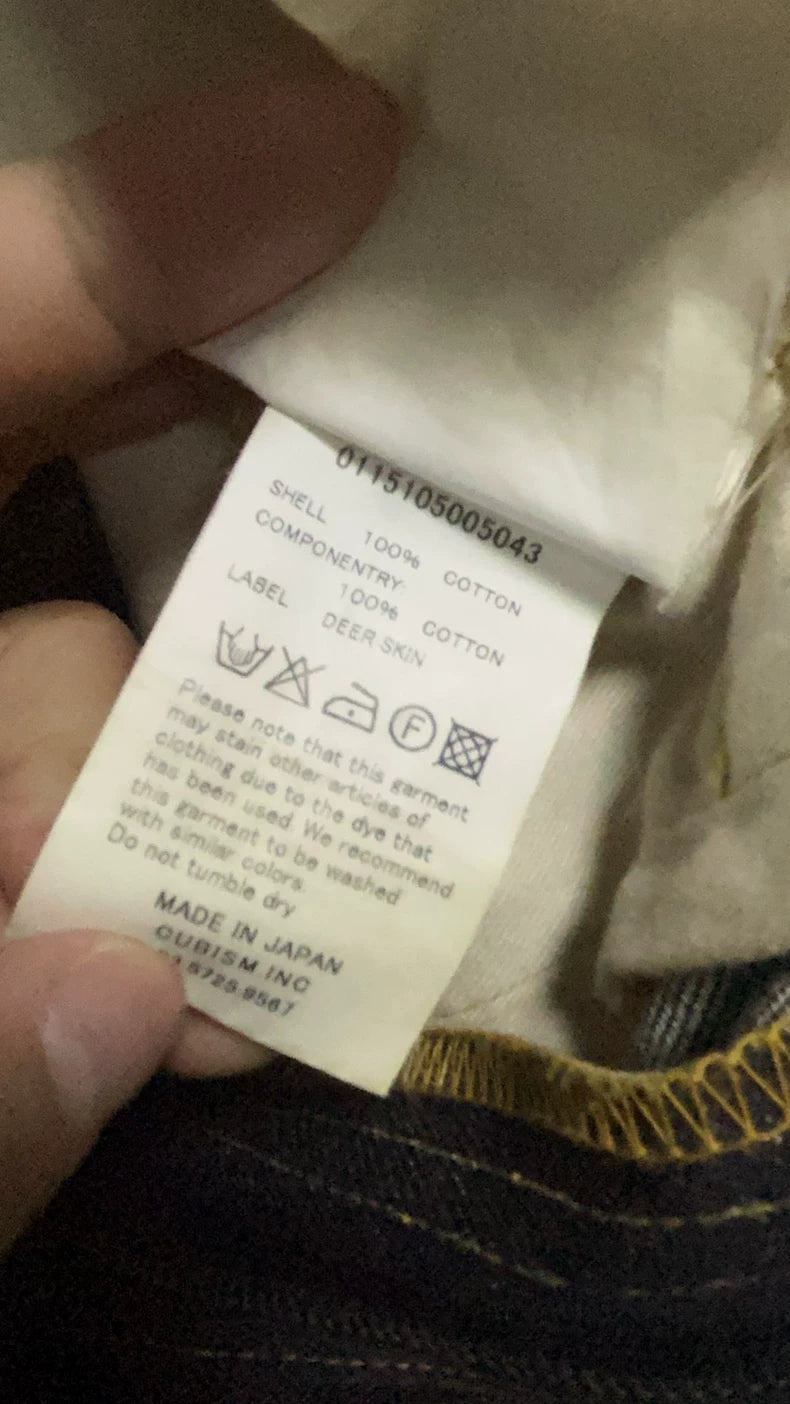 0115105005043
SHELL 100% COTTON
COMPONENTRY:
100% COTTON
LABEL DEER SKIN
F
Please note that this garment
may stain other articles of
clothing due to the dye that
has been used. We recommend
this garment to be washed
with similar colors.
Do not tumble dry
MADE IN JAPAN
CUBISM INC
5725-9567